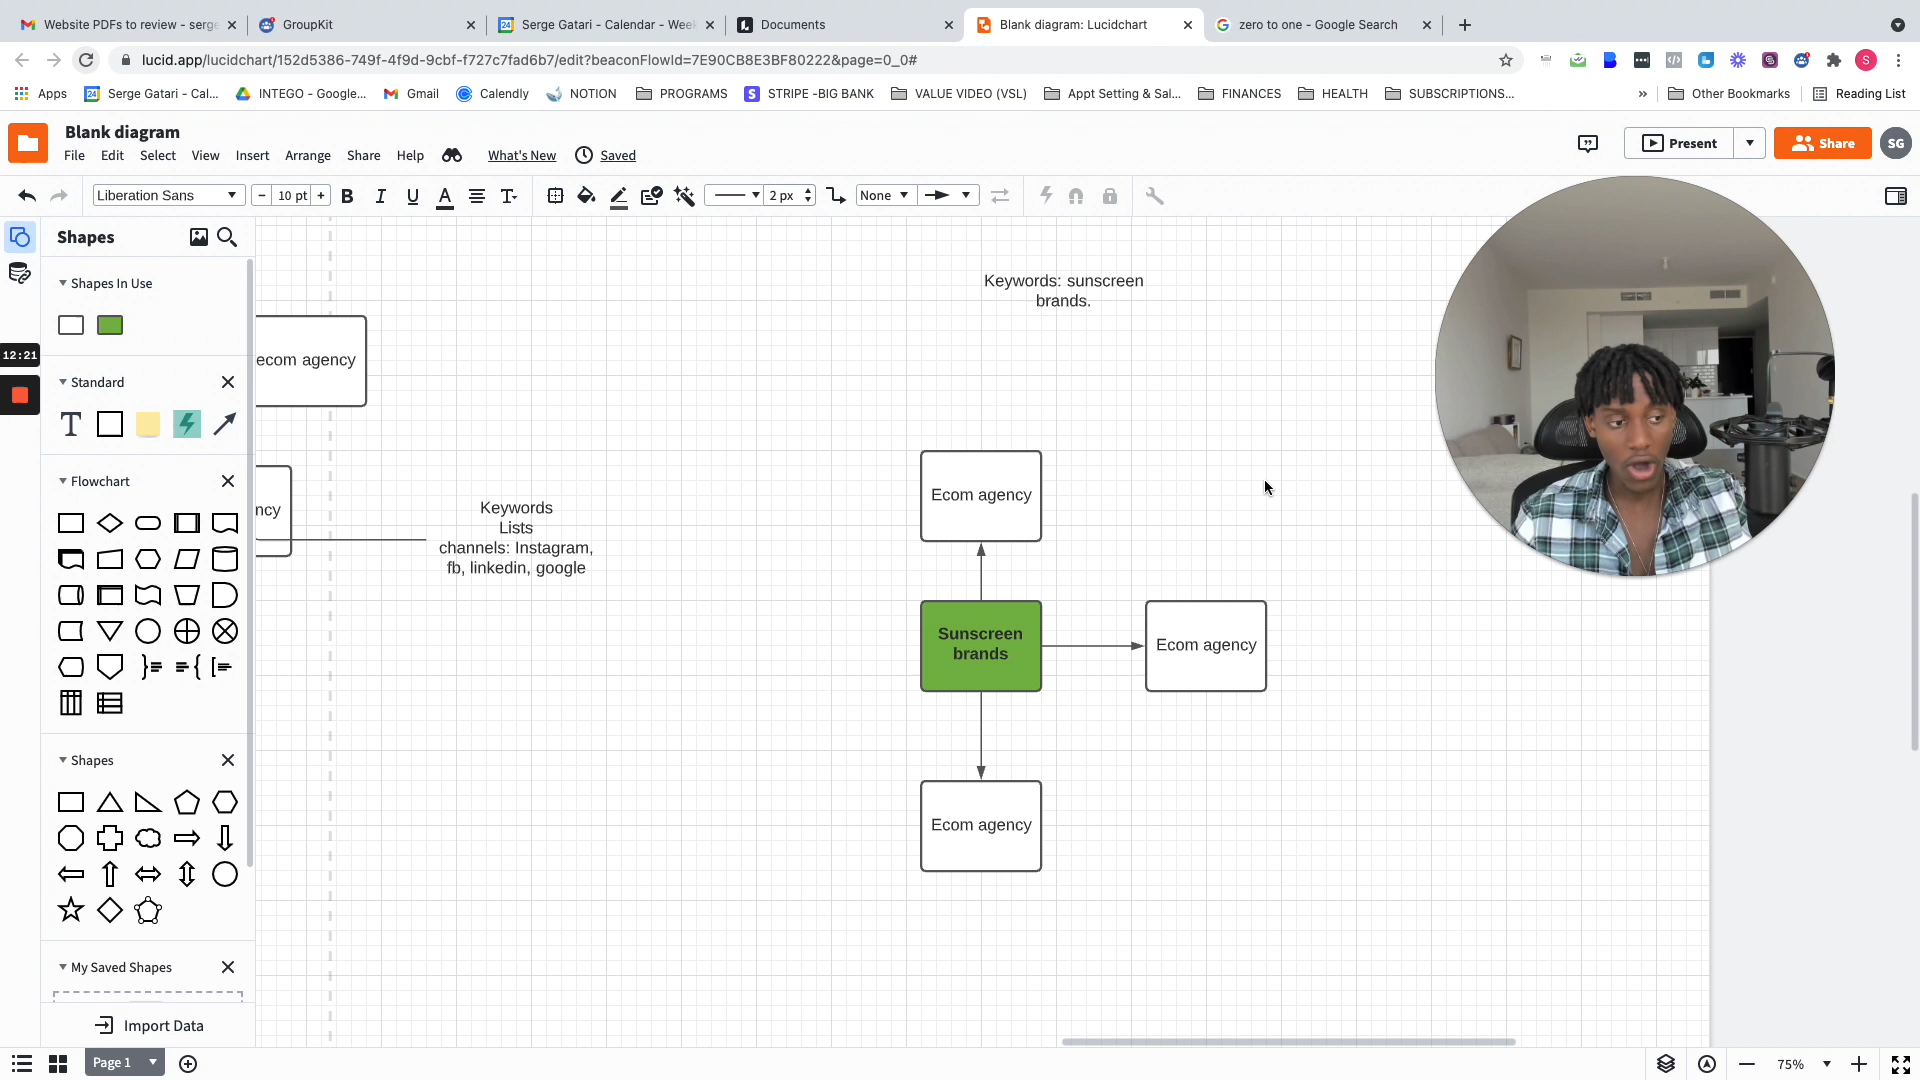 Website PDFs to review - serge
GroupKit
Serge Gatari - Calendar - Week
Documents
Blank diagram: Lucidchart
zero to one - Google Search
lucid.app/lucidchart/152d5386-749f-4f9d-9cbf-f727c7fad6b7/edit?beaconFlowId=7E90CB8E3BF80222&page=0_0#
S
Apps
Serge Gatari - Cal...
INTEGO - Google...
Gmail
Calendly
NOTION
PROGRAMS
STRIPE -BIG BANK
VALUE VIDEO (VSL)
Appt Setting & Sal...
FINANCES
HEALTH
SUBSCRIPTIONS...
Other Bookmarks
Reading List
Blank diagram
File
Edit
Select
View
Insert
Arrange
Share
Help
What's New
Saved
Present
Share
SG
Liberation Sans
10 pt
2 px
None
Shapes
Shapes In Use
12:21
Standard
Flowchart
Shapes
My Saved Shapes
Import Data
ecom agency
ncy
Keywords
Lists
channels: Instagram,
fb, linkedin, google
Keywords: sunscreen
brands.
Ecom agency
Sunscreen
brands
Ecom agency
Ecom agency
Page 1
75%